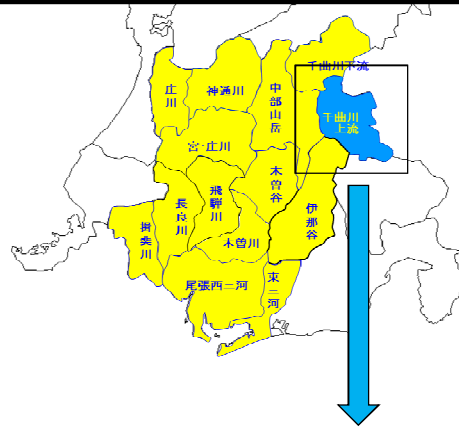 千曲川下流
庄川
神通川
中部山岳
千曲川
上流
宮・庄川
木曽谷
飛騨川
長良川
伊那谷
揖斐川
木曽川
尾張西三河
東三河